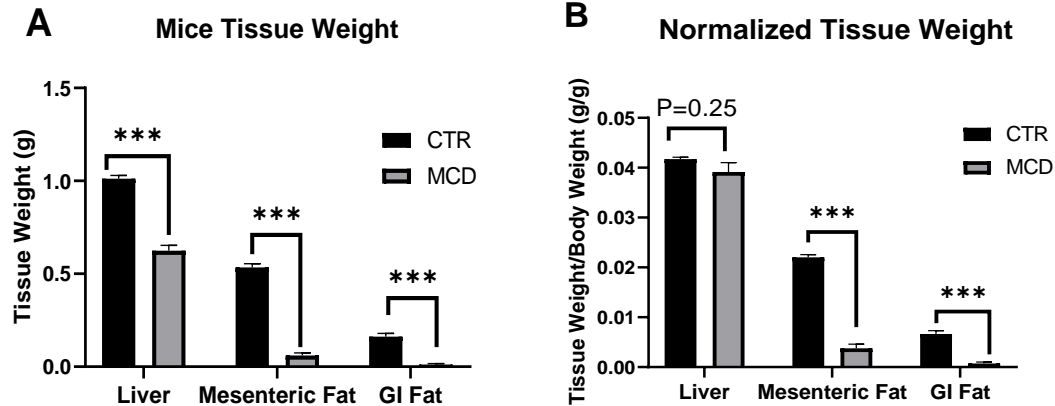 A
Mice Tissue Weight
Tissue Weight (g)
1.5
1.0
0.5
0.0
***
***
***
CTR
MCD
Liver
Mesenteric Fat
GI Fat
B
Normalized Tissue Weight
Tissue Weight/Body Weight (g/g)
0.05
0.04
0.03
0.02
0.01
0.00
P=0.25
***
***
CTR
MCD
Liver
Mesenteric Fat
GI Fat